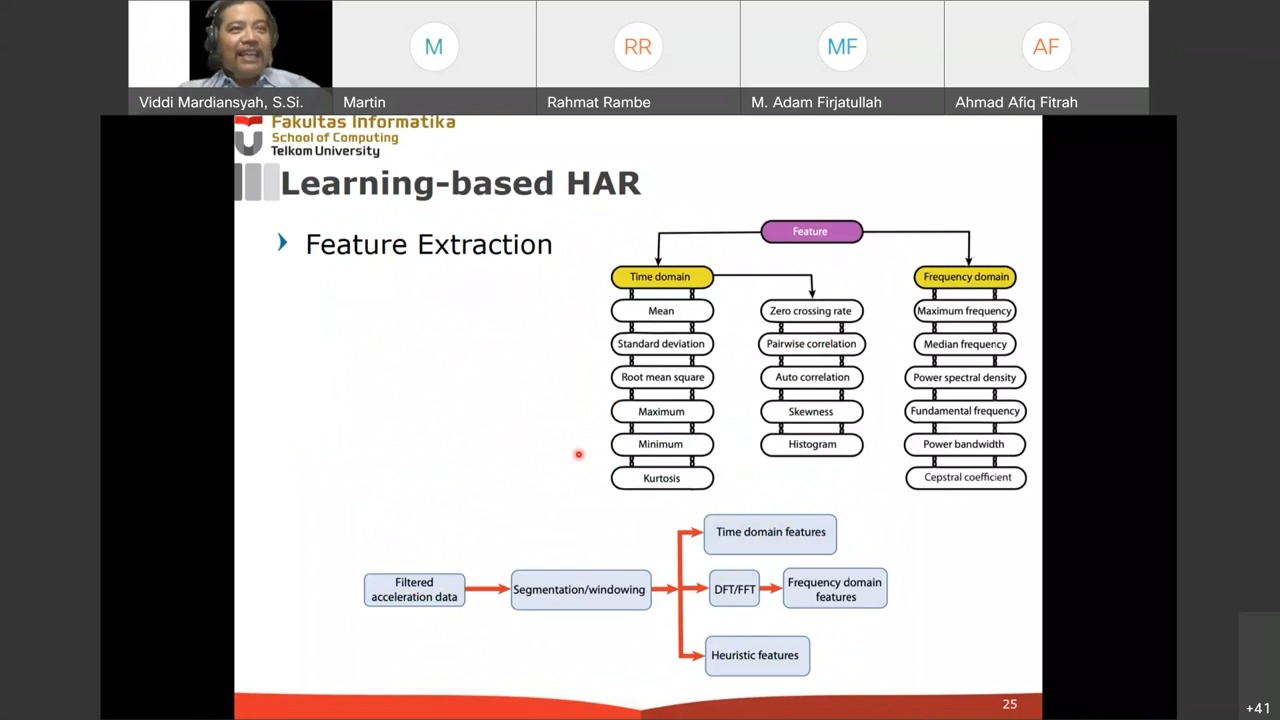 M
RR
MF
AF
Viddi Mardiansyah, S.Si.
Martin
Rahmat Rambe
M. Adam Firjatullah
Ahmad Afiq Fitrah
Fakultas Informatika
School of Computing
Telkom University
Learning-based HAR
Feature Extraction
Feature
Time domain
Mean
Standard deviation
Root mean square
Maximum
Minimum
Kurtosis
Zero crossing rate
Pairwise correlation
Auto correlation
Skewness
Histogram
Frequency domain
Maximum frequency
Median frequency
Power spectral density
Fundamental frequency
Power bandwidth
Cepstral coefficient
Filtered
acceleration data
Segmentation/windowing
Time domain features
DFT/FFT
Frequency domain
features
Heuristic features
25
+41